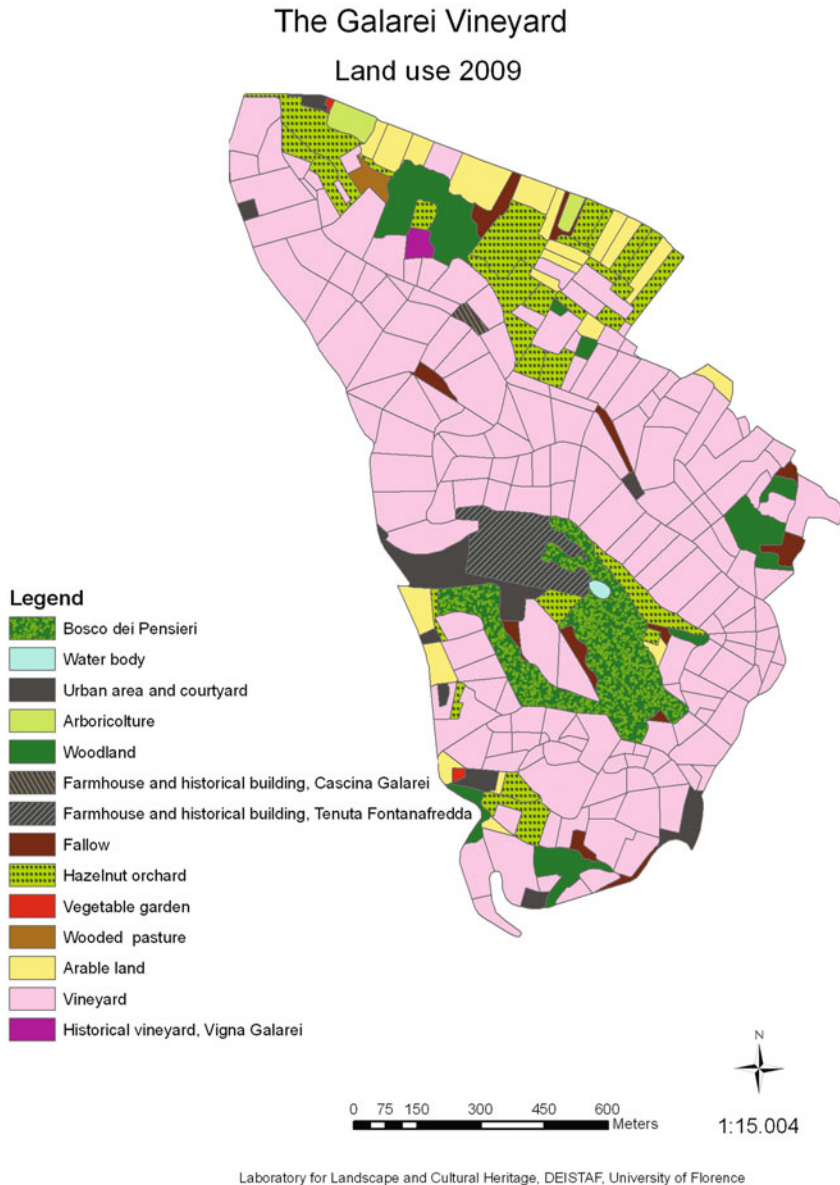 The Galarei Vineyard
Land use 2009
Legend
Bosco dei Pensieri
Water body
Urban area and courtyard
Arboricolture
Woodland
Farmhouse and historical building, Cascina Galarei
Farmhouse and historical building, Tenuta Fontanafredda
Fallow
Hazelnut orchard
Vegetable garden
Wooded pasture
Arable land
Vineyard
Historical vineyard, Vigna Galarei
N
0 75 150 300 450 600
Meters
1:15.004
Laboratory for Landscape and Cultural Heritage, DEISTAF, University of Florence